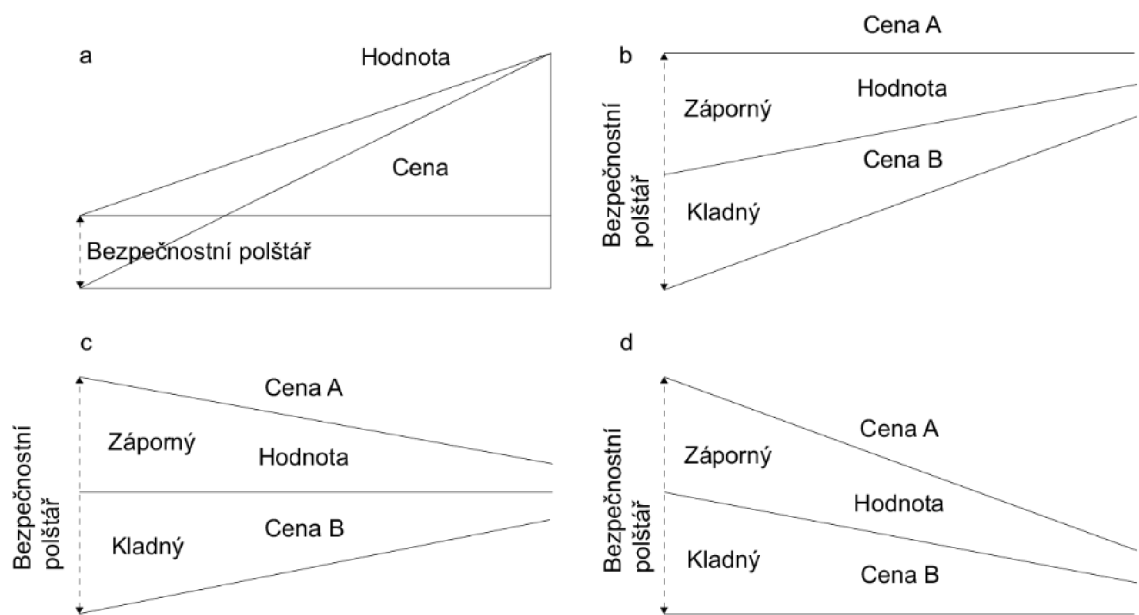 a
Hodnota
Cena
Bezpečnostní polštář
b
Cena A
Bezpečnostní
polštář
Záporný
Hodnota
Cena B
Kladný
c
Bezpečnostní
polštář
Cena A
Záporný
Hodnota
Cena B
Kladný
d
Bezpečnostní
polštář
Cena A
Záporný
Hodnota
Kladný
Cena B